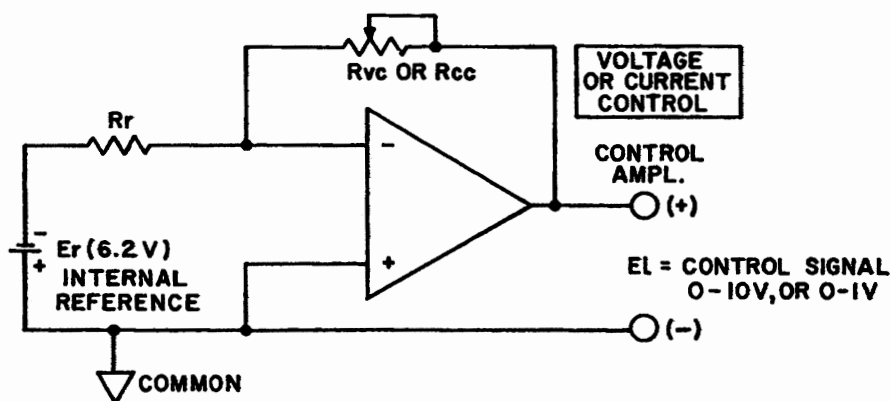 Rvc OR Rcc
VOLTAGE
OR CURRENT
CONTROL
Rr
-
CONTROL
AMPL.
(+)
-
+
Er (6.2 V)
INTERNAL
REFERENCE
+
El = CONTROL SIGNAL
0-10V, OR 0-1V
(-)
COMMON